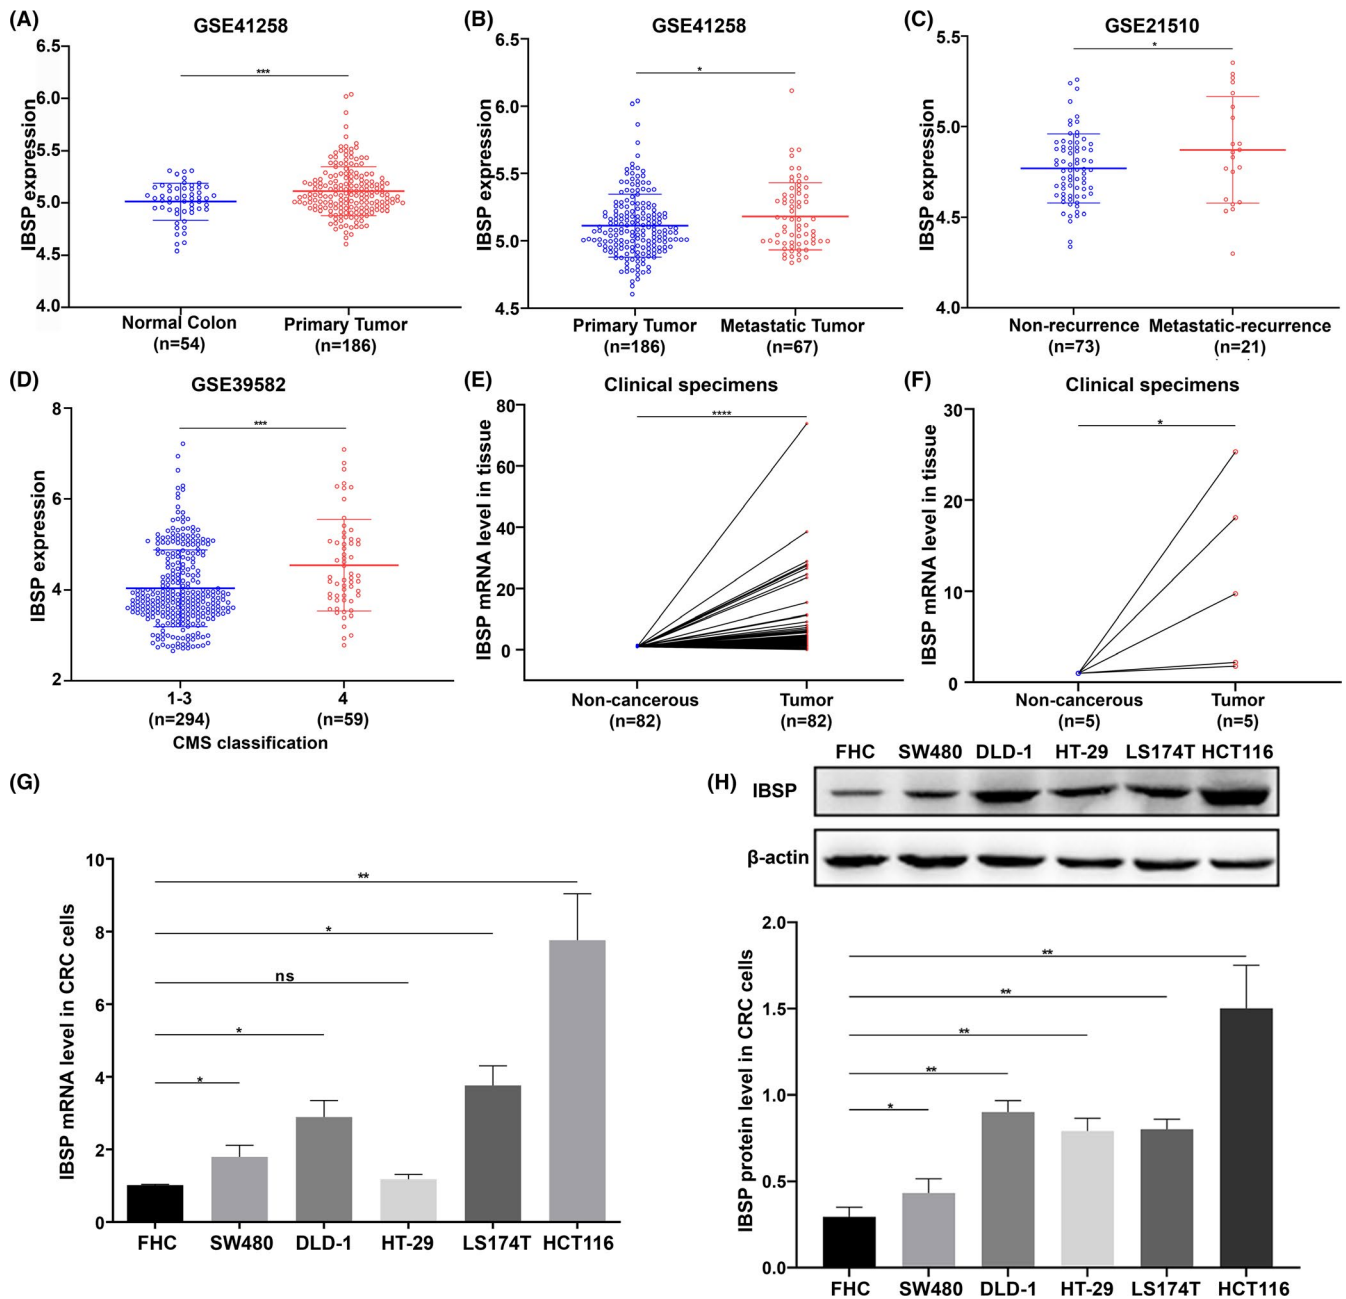 (A)
GSE41258
***
6.5
6.0
5.5
5.0
4.5
4.0
IBSP expression
Normal Colon
(n=54)
Primary Tumor
(n=186)
(B)
GSE41258
*
6.5
6.0
5.5
5.0
4.5
IBSP expression
Primary Tumor
(n=186)
Metastatic Tumor
(n=67)
(C)
GSE21510
*
5.5
5.0
4.5
4.0
IBSP expression
Non-recurrence
(n=73)
Metastatic-recurrence
(n=21)
(D)
GSE39582
***
8
6
4
2
IBSP expression
1-3
(n=294)
4
(n=59)
CMS classification
(E)
Clinical specimens
****
80
60
40
20
0
IBSP mRNA level in tissue
Non-cancerous
(n=82)
Tumor
(n=82)
(F)
Clinical specimens
*
30
20
10
0
IBSP mRNA level in tissue
Non-cancerous
(n=5)
Tumor
(n=5)
(G)
10
8
6
4
2
0
IBSP mRNA level in CRC cells
**
*
ns
*
*
FHC SW480 DLD-1 HT-29 LS174T HCT116
(H)
FHC SW480 DLD-1 HT-29 LS174T HCT116
IBSP
β-actin
2.0
1.5
1.0
0.5
0.0
IBSP protein level in CRC cells
**
**
**
**
*
FHC SW480 DLD-1 HT-29 LS174T HCT116